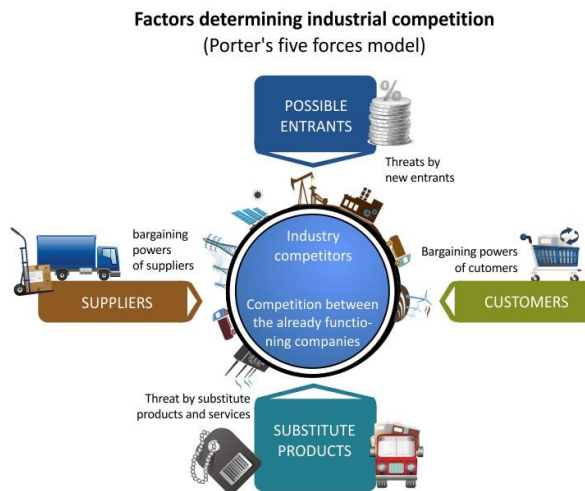 Factors determining industrial competition
(Porter's five forces model)
POSSIBLE
ENTRANTS
%
Threats by
new entrants
bargaining
powers
of suppliers
SUPPLIERS
Industry
competitors
Competition between
the already functio-
ning companies
Bargaining powers
of cutomers
CUSTOMERS
Threat by substitute
products and services
SUBSTITUTE
PRODUCTS